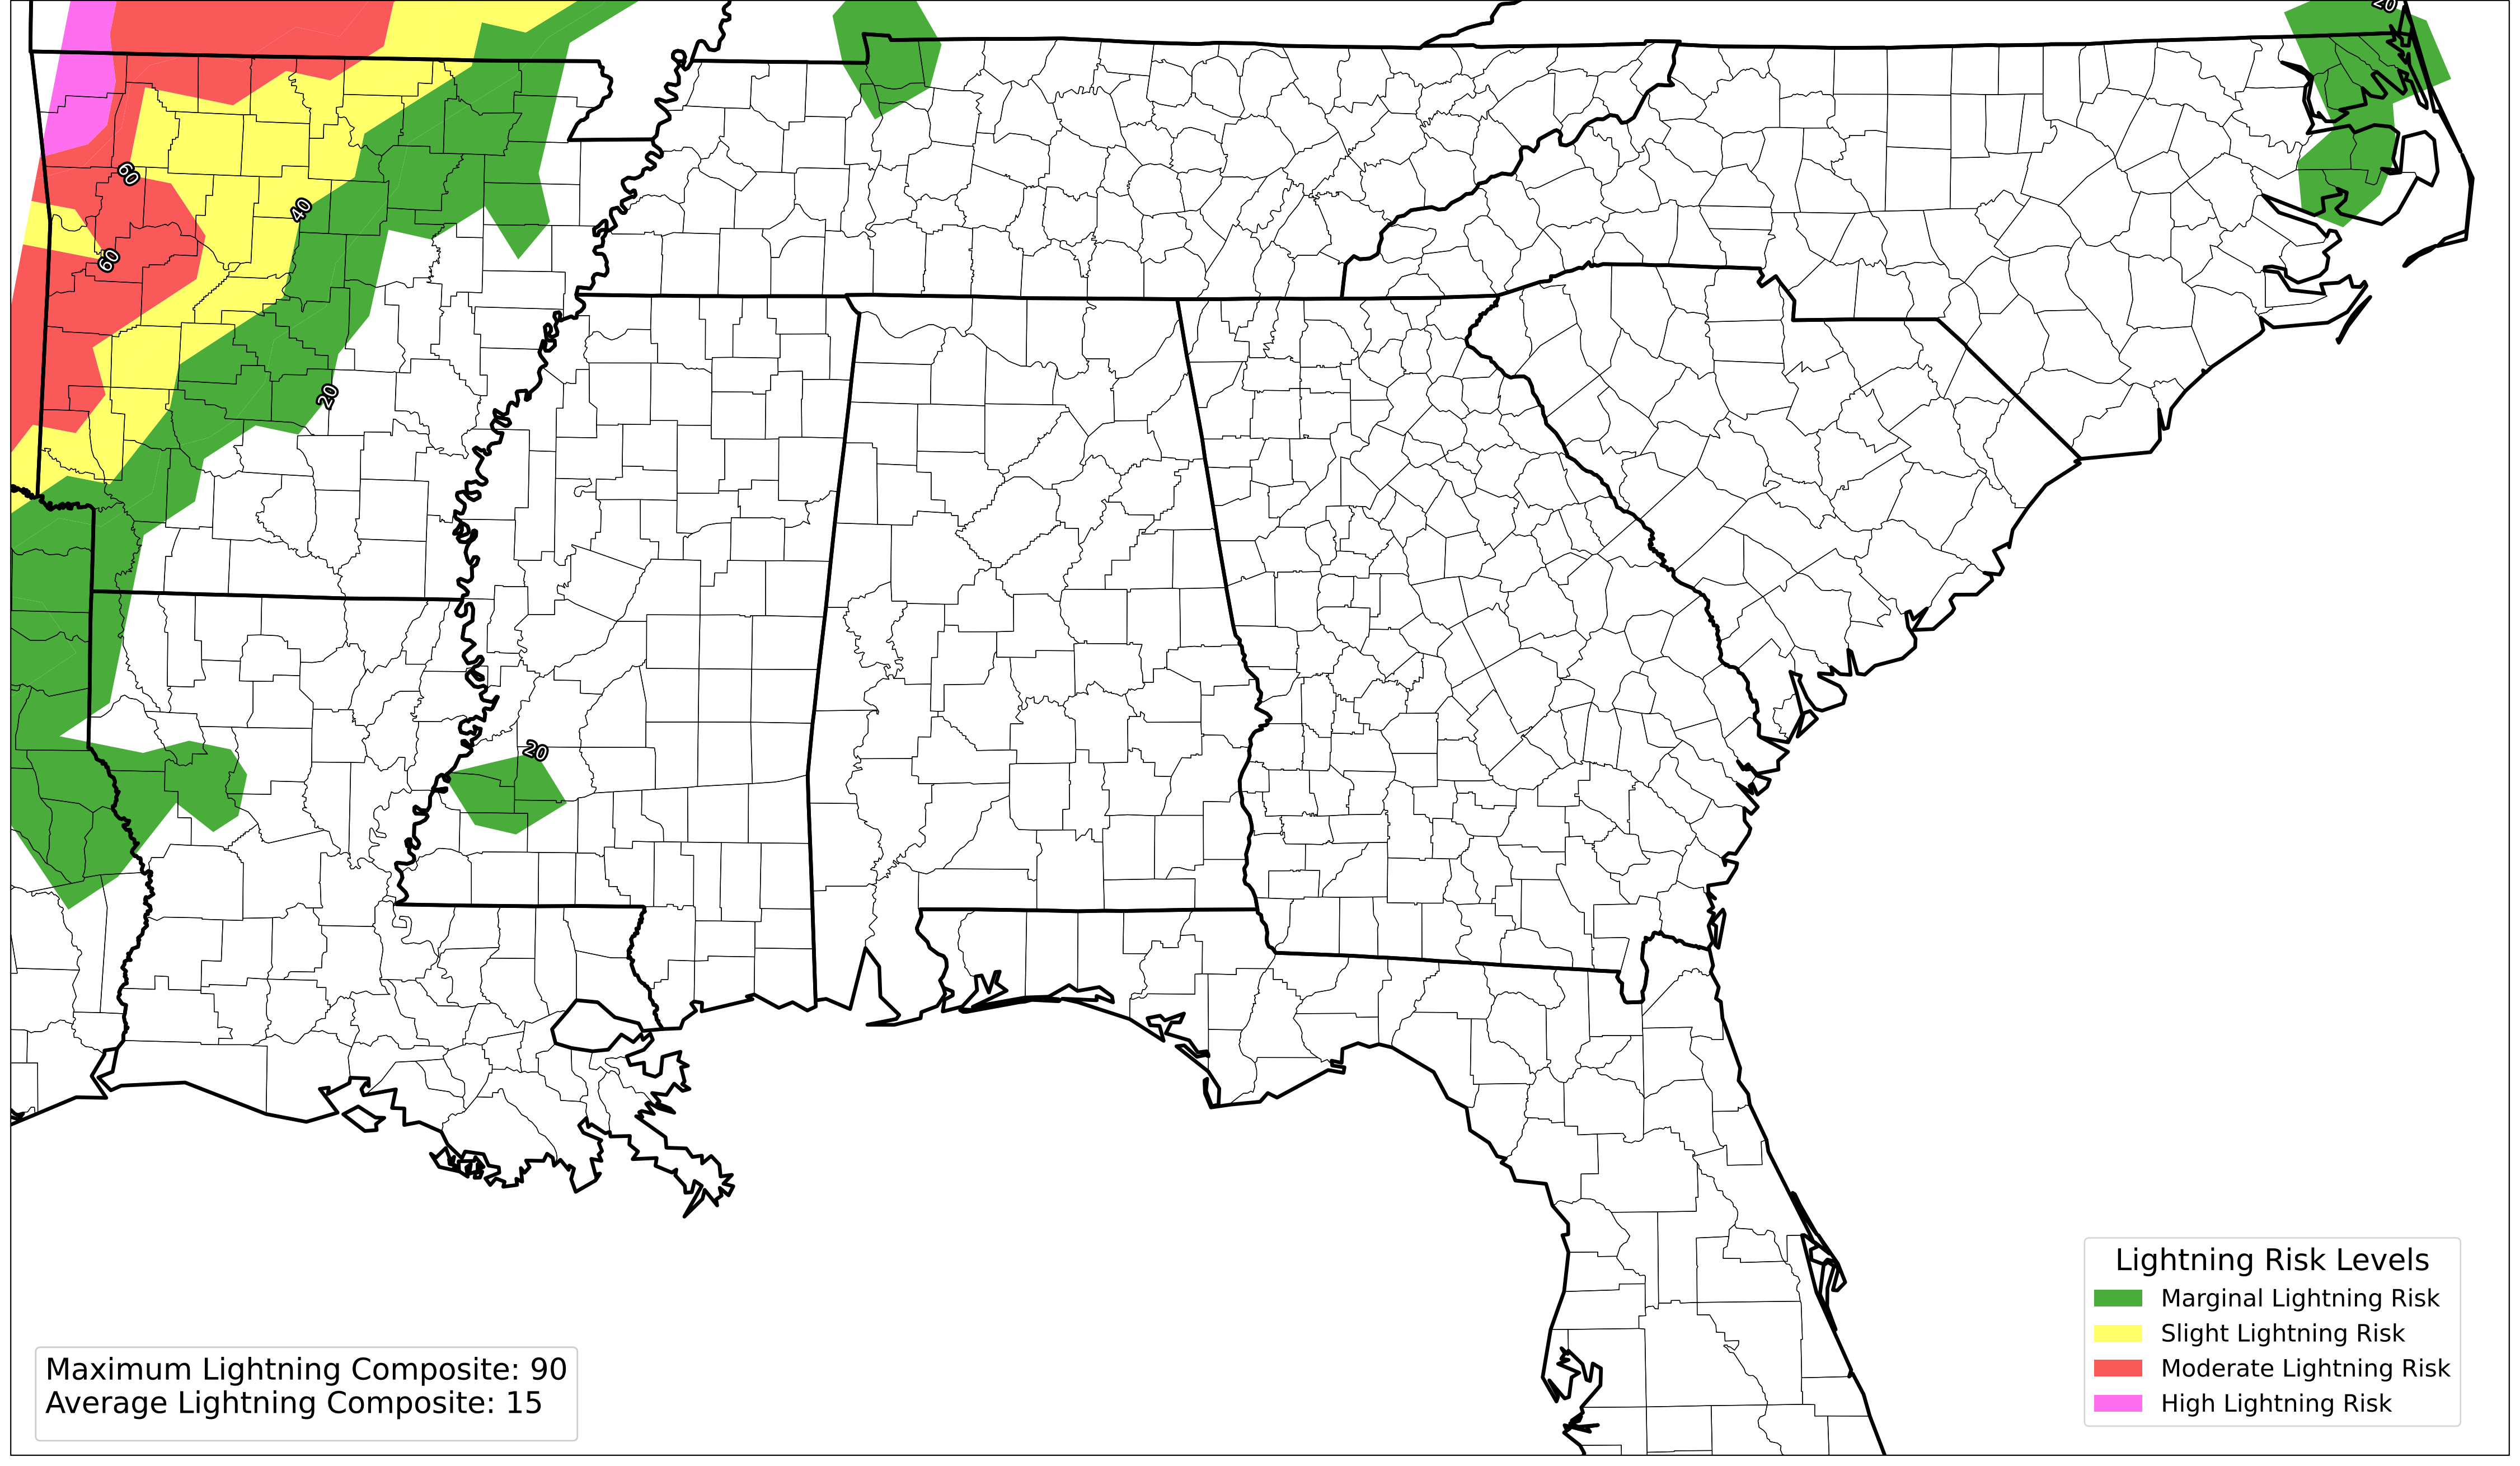 20
60
40
60
20
20
Maximum Lightning Composite: 90
Average Lightning Composite: 15
Lightning Risk Levels
Marginal Lightning Risk
Slight Lightning Risk
Moderate Lightning Risk
High Lightning Risk